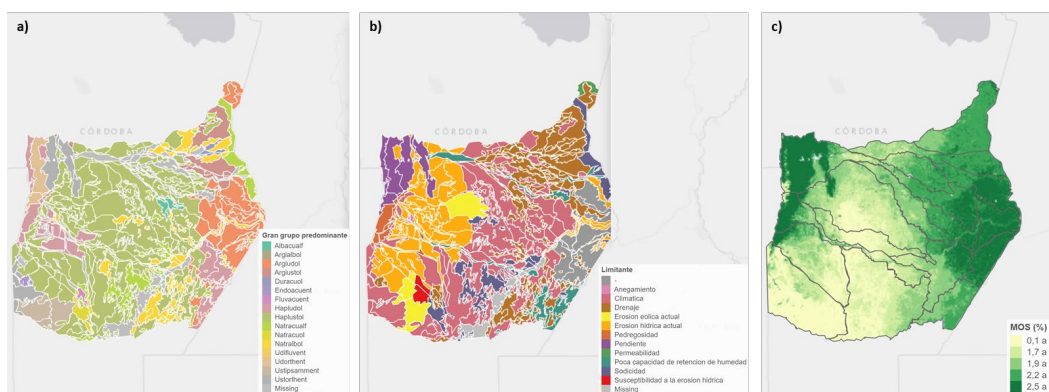 a)
CÓRDOBA
Gran grupo predominante
Albacualf
Argialbol
Argiudol
Argiustol
Duracuol
Endoacuent
Fluvacuent
Hapludol
Haplustol
Natracualf
Natracuol
Natralbol
Udifluvent
Udorthent
Ustipsamment
Ustorthent
Missing
b)
CÓRDOBA
Limitante
-
Anegamiento
Climatica
Drenaje
Erosion eolica actual
Erosion hidrica actual
Pedregosidad
Pendiente
Permeabilidad
Poca capacidad de retencion de humedad
Sodicidad
Susceptibilidad a la erosion hidrica
Missing
c)
CÓRDOBA
MOS (%)
0,1 a
1,7 a
1,9 a
2,2 a
2,5 a